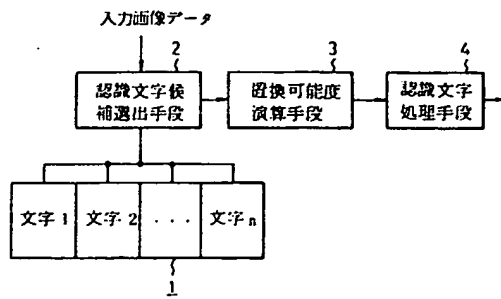 入力画像データ
2
3
4
認識文字候
補選出手段
置換可能度
演算手段
認識文字
処理手段
文字1
文字2
・・・
文字n
1